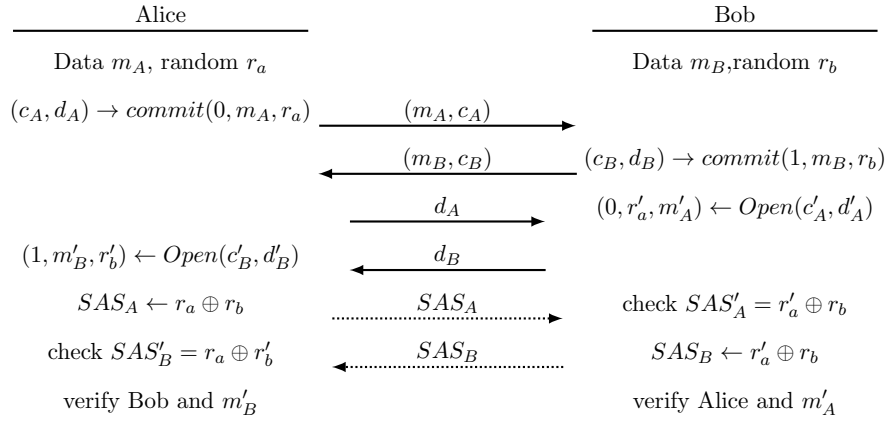 Alice Bob
Data m_A, random r_a Data m_B,random r_b
(c_A, d_A) → commit(0, m_A, r_a) (m_A, c_A)
(m_B, c_B) (c_B, d_B) → commit(1, m_B, r_b)
d_A (0, r′_a, m′_A) ← Open(c′_A, d′_A)
(1, m′_B, r′_b) ← Open(c′_B, d′_B) d_B
SAS_A ← r_a ⊕ r_b SAS_A check SAS′_A = r′_a ⊕ r_b
check SAS′_B = r_a ⊕ r′_b SAS_B SAS_B ← r′_a ⊕ r_b
verify Bob and m′_B verify Alice and m′_A